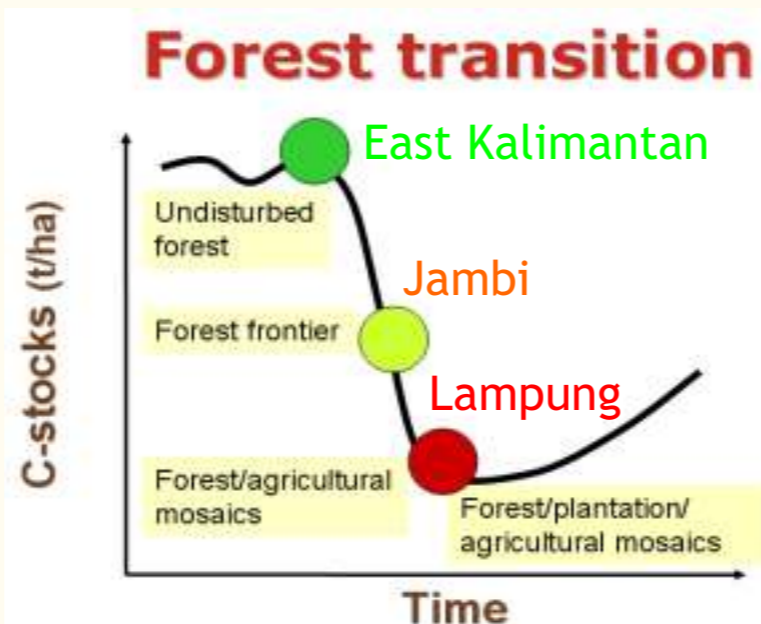 Forest transition
East Kalimantan
Undisturbed
forest
Jambi
Forest frontier
Lampung
Forest/agricultural
mosaics
Forest/plantation/
agricultural mosaics
C-stocks (t/ha)
Time